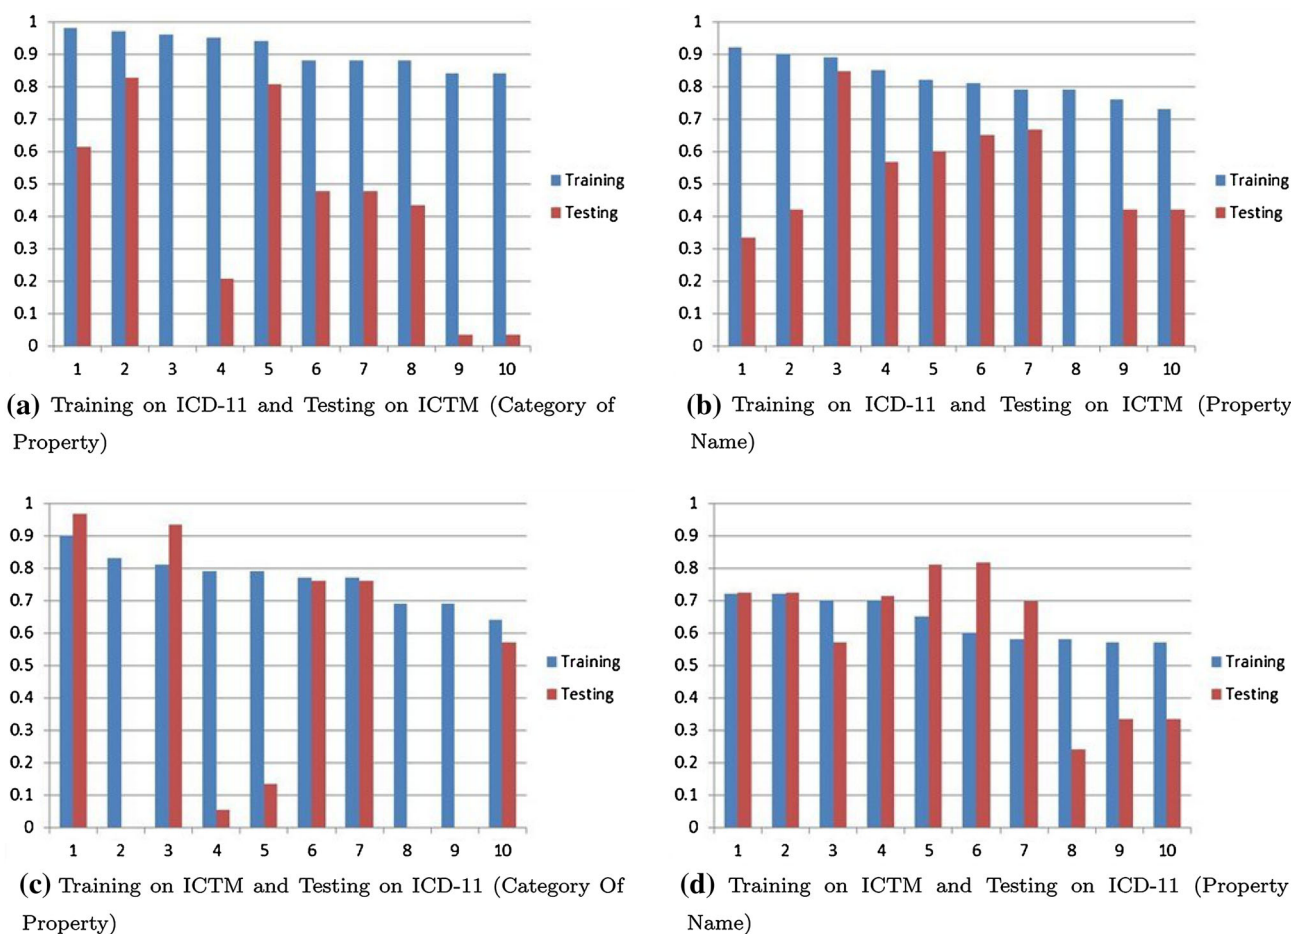 1
0.9
0.8
0.7
0.6
0.5
0.4
0.3
0.2
0.1
0
1 2 3 4 5 6 7 8 9 10
Training
Testing
(a) Training on ICD-11 and Testing on ICTM (Category of
Property)
1
0.9
0.8
0.7
0.6
0.5
0.4
0.3
0.2
0.1
0
1 2 3 4 5 6 7 8 9 10
Training
Testing
(b) Training on ICD-11 and Testing on ICTM (Property
Name)
1
0.9
0.8
0.7
0.6
0.5
0.4
0.3
0.2
0.1
0
1 2 3 4 5 6 7 8 9 10
Training
Testing
(c) Training on ICTM and Testing on ICD-11 (Category Of
Property)
1
0.9
0.8
0.7
0.6
0.5
0.4
0.3
0.2
0.1
0
1 2 3 4 5 6 7 8 9 10
Training
Testing
(d) Training on ICTM and Testing on ICD-11 (Property
Name)